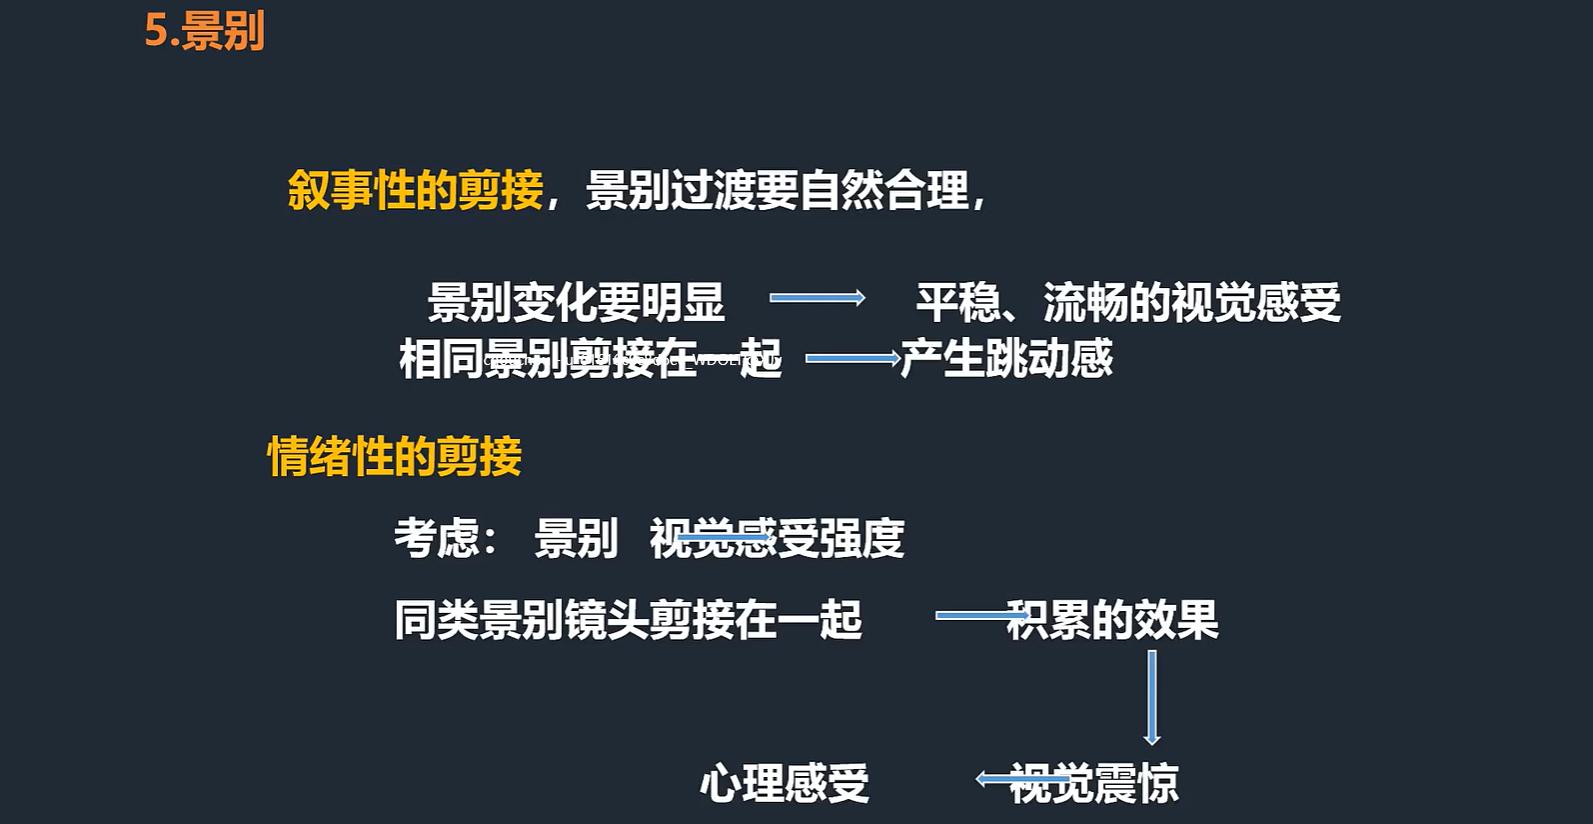 5.景别
叙事性的剪接，景别过渡要自然合理，
景别变化要明显 平稳、流畅的视觉感受
相同景别剪接在一起 产生跳动感
情绪性的剪接
考虑： 景别 视觉感受强度
同类景别镜头剪接在一起 积累的效果
心理感受 视觉震惊